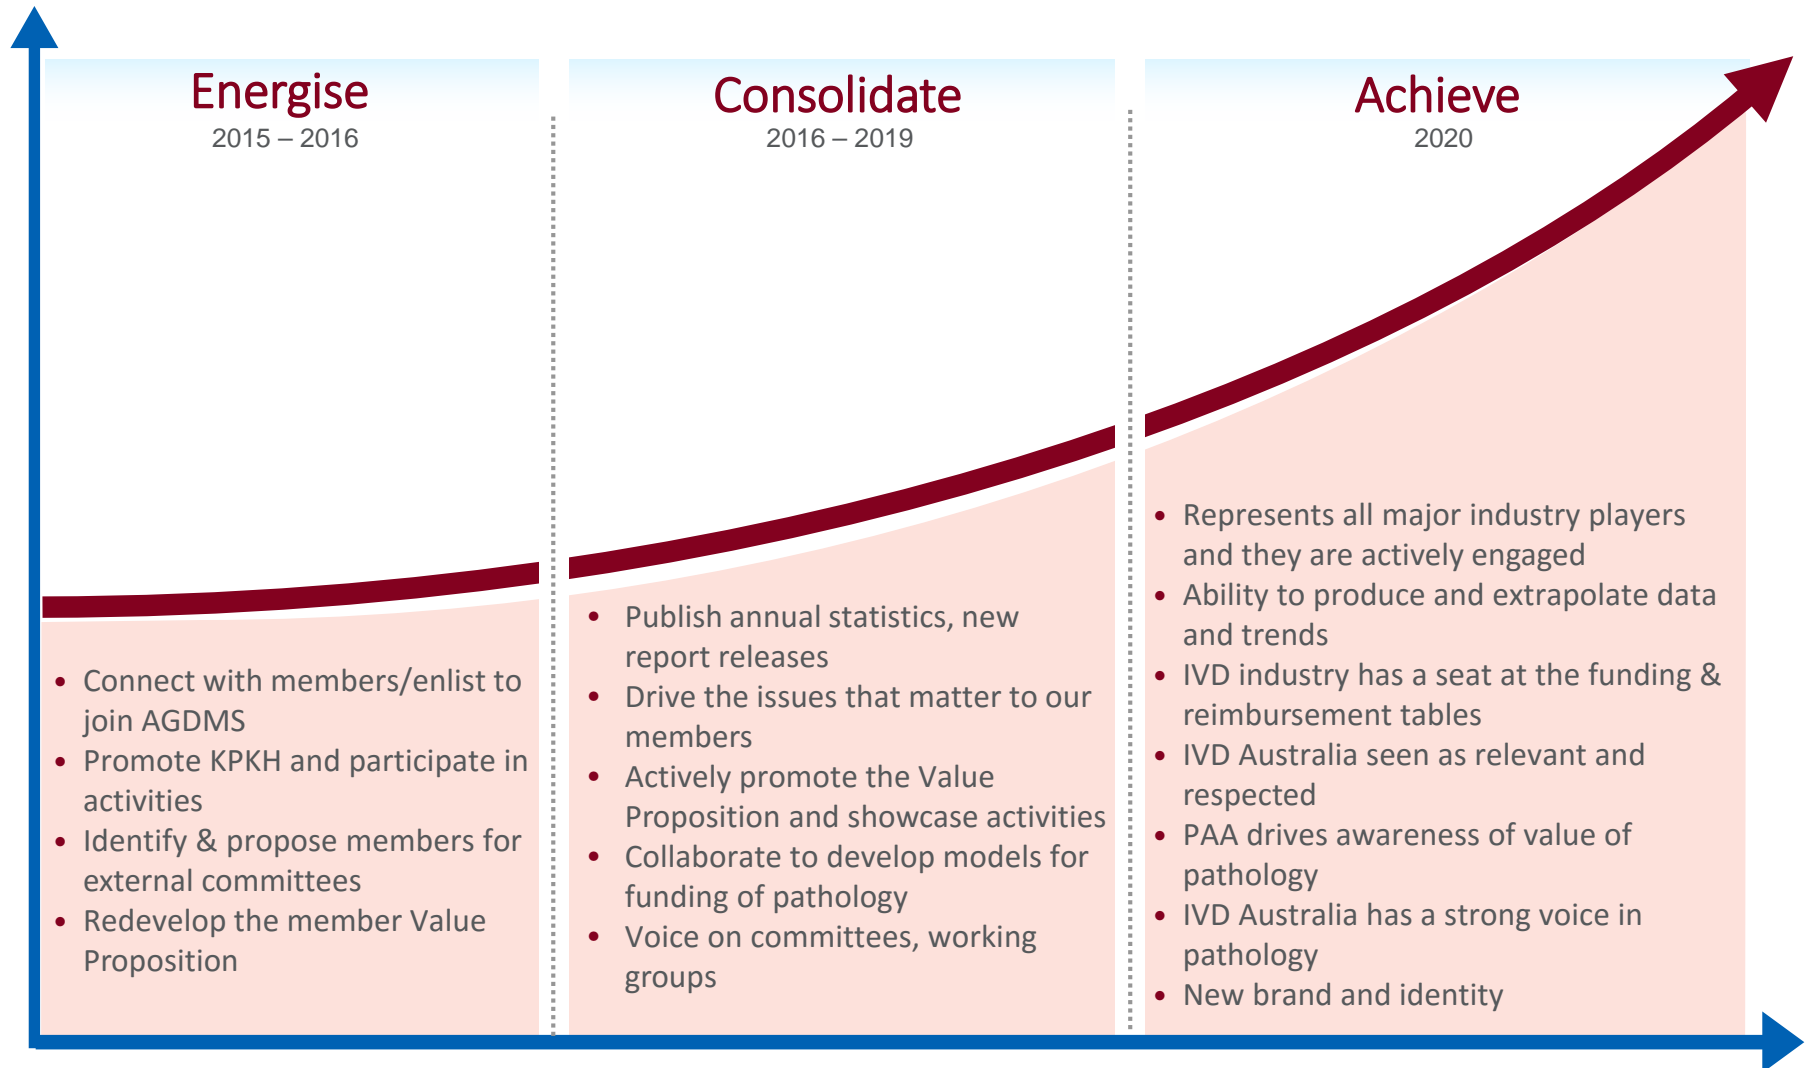 Energise
2015 – 2016
• Connect with members/enlist to
join AGDMS
• Promote KPKH and participate in
activities
• Identify & propose members for
external committees
• Redevelop the member Value
Proposition
Consolidate
2016 – 2019
• Publish annual statistics, new
report releases
• Drive the issues that matter to our
members
• Actively promote the Value
Proposition and showcase activities
• Collaborate to develop models for
funding of pathology
• Voice on committees, working
groups
Achieve
2020
• Represents all major industry players
and they are actively engaged
• Ability to produce and extrapolate data
and trends
• IVD industry has a seat at the funding &
reimbursement tables
• IVD Australia seen as relevant and
respected
• PAA drives awareness of value of
pathology
• IVD Australia has a strong voice in
pathology
• New brand and identity